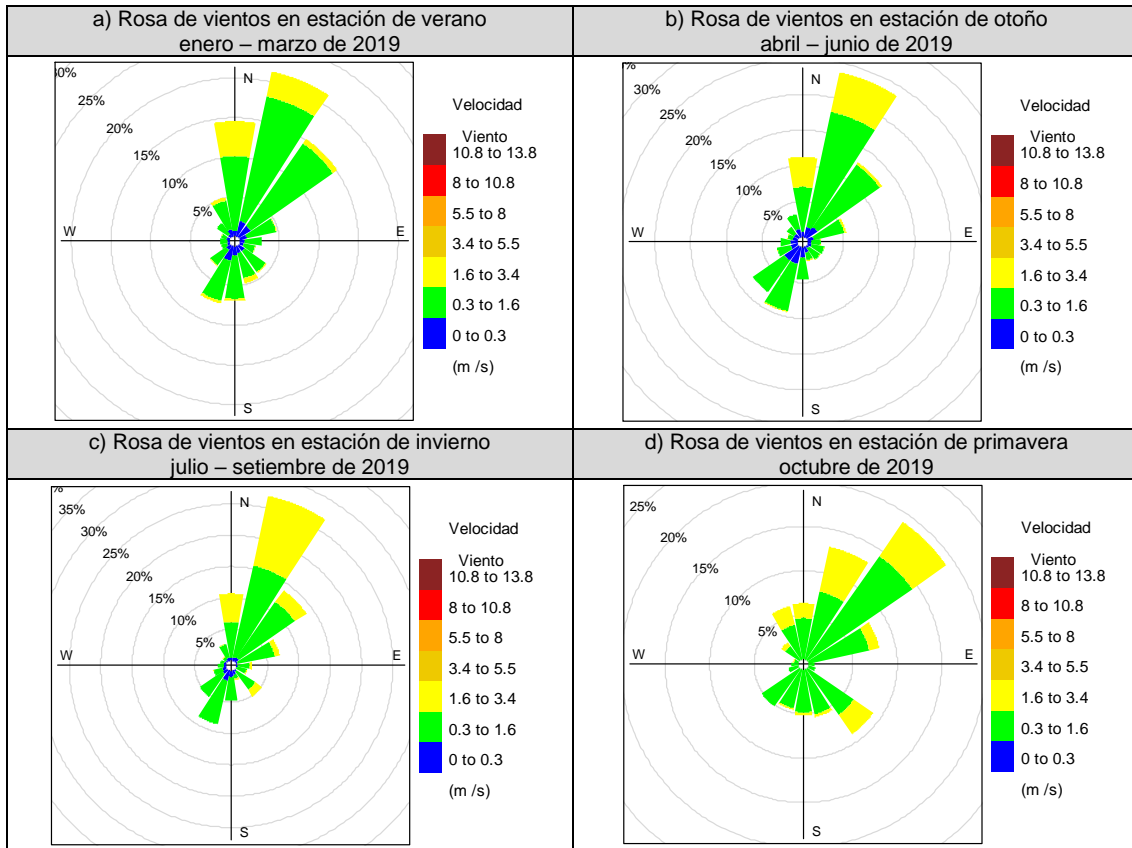 a) Rosa de vientos en estación de verano
enero – marzo de 2019
b) Rosa de vientos en estación de otoño
abril – junio de 2019
0%
25%
20%
15%
10%
5%
N
W
E
S
Velocidad
Viento
10.8 to 13.8
8 to 10.8
5.5 to 8
3.4 to 5.5
1.6 to 3.4
0.3 to 1.6
0 to 0.3
(m /s)
%
30%
25%
20%
15%
10%
5%
N
W
E
S
Velocidad
Viento
10.8 to 13.8
8 to 10.8
5.5 to 8
3.4 to 5.5
1.6 to 3.4
0.3 to 1.6
0 to 0.3
(m /s)
c) Rosa de vientos en estación de invierno
julio – setiembre de 2019
d) Rosa de vientos en estación de primavera
octubre de 2019
%
35%
30%
25%
20%
15%
10%
5%
N
W
E
S
Velocidad
Viento
10.8 to 13.8
8 to 10.8
5.5 to 8
3.4 to 5.5
1.6 to 3.4
0.3 to 1.6
0 to 0.3
(m /s)
25%
20%
15%
10%
5%
N
W
E
S
Velocidad
Viento
10.8 to 13.8
8 to 10.8
5.5 to 8
3.4 to 5.5
1.6 to 3.4
0.3 to 1.6
0 to 0.3
(m /s)